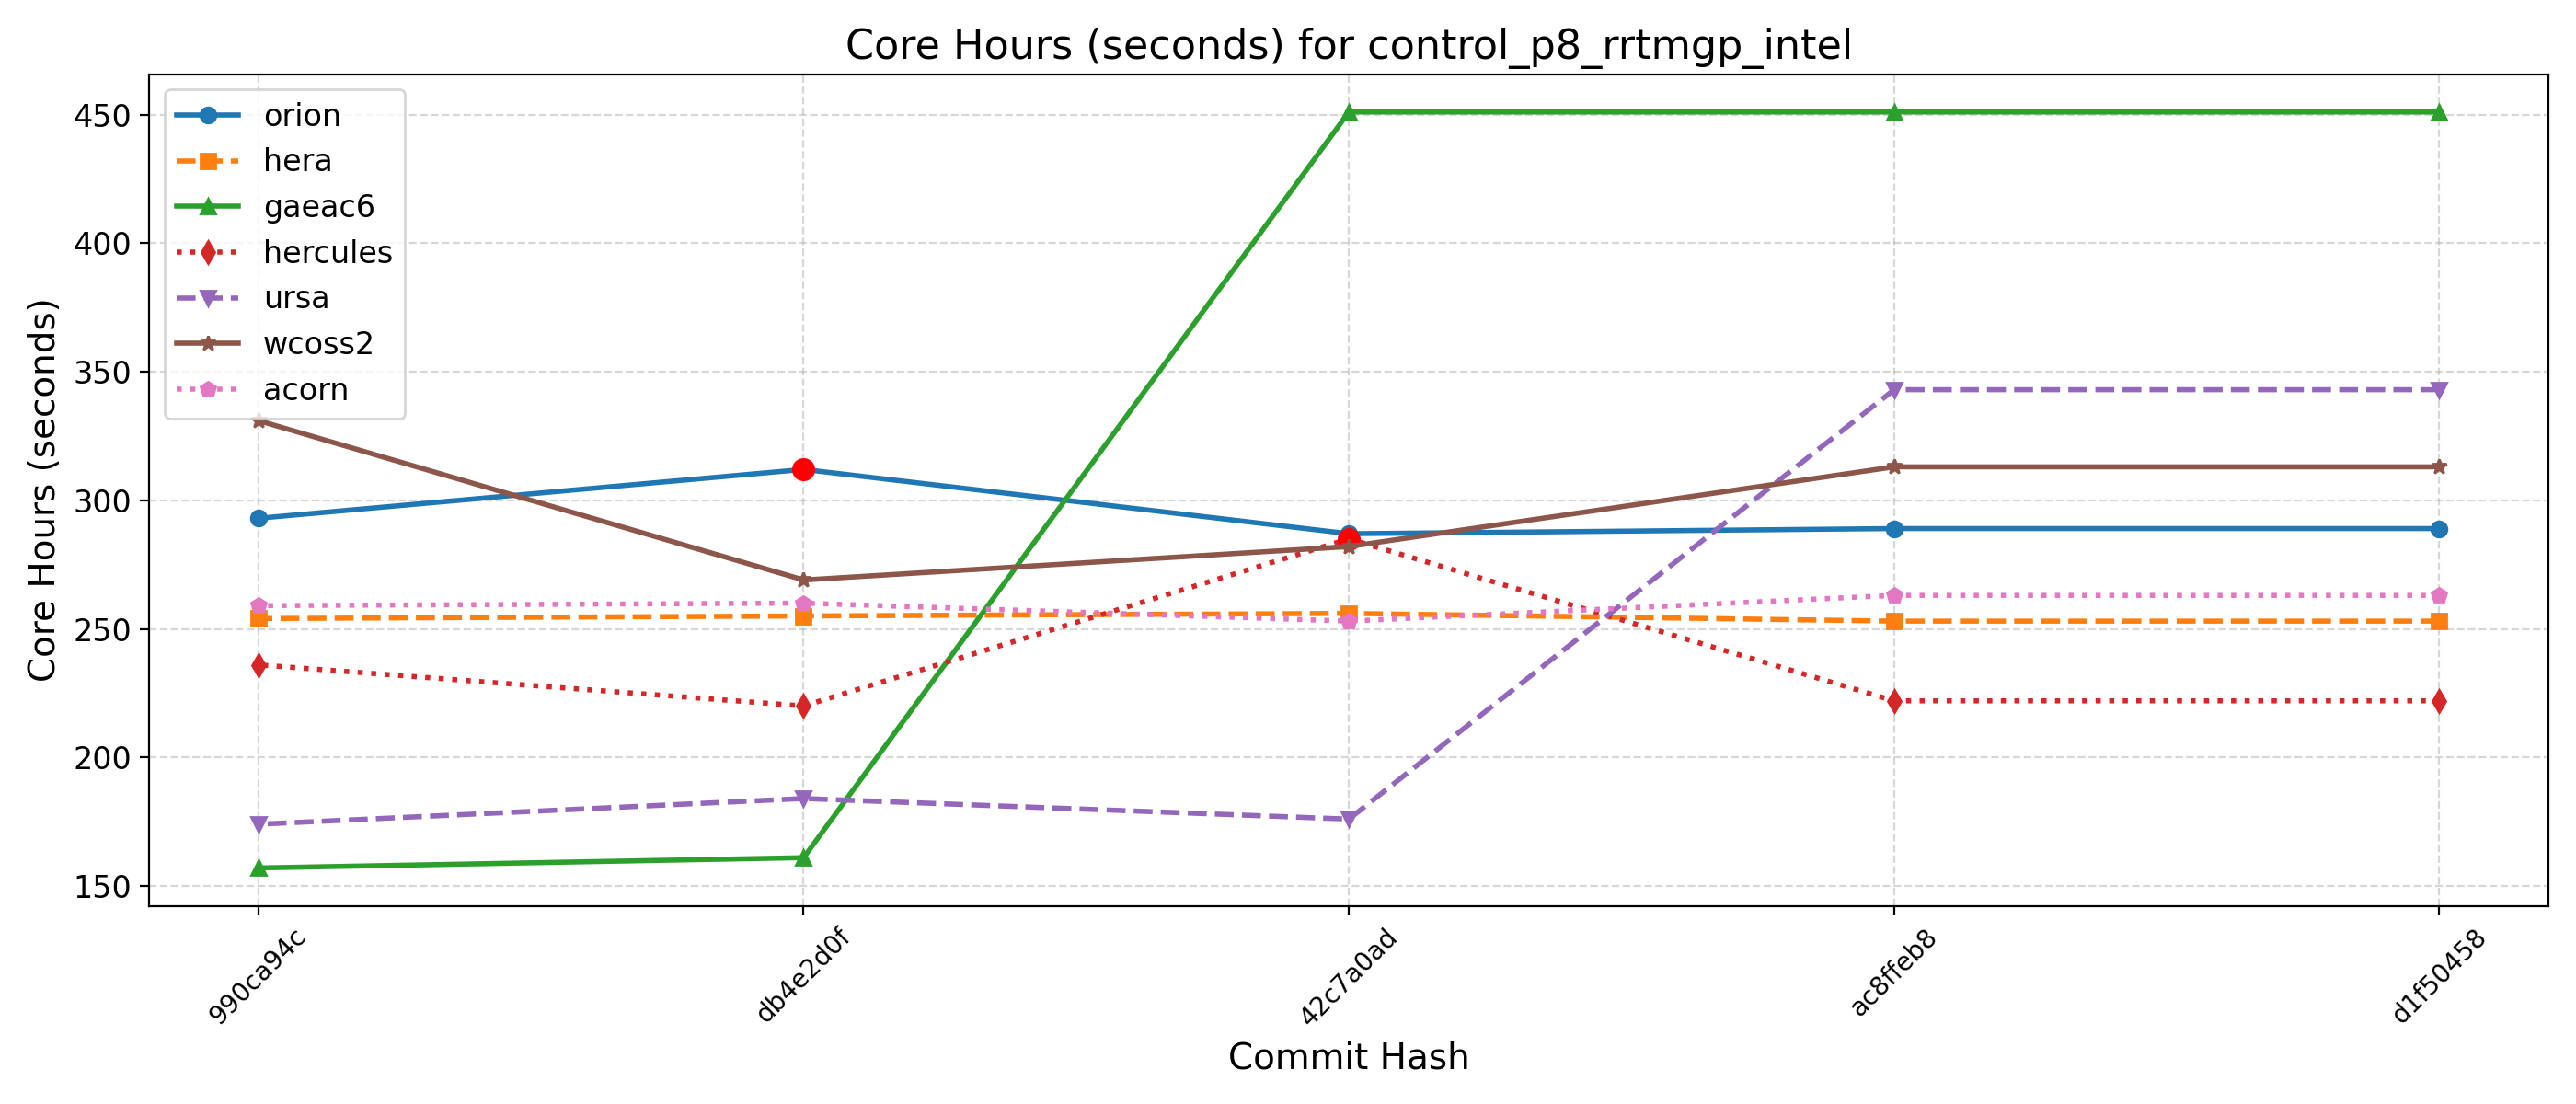 Core Hours (seconds) for control_p8_rrtmgp_intel
Core Hours (seconds)
450
400
350
300
250
200
150
orion
hera
gaeac6
hercules
ursa
wcoss2
acorn
990ca94c
db4e2d0f
42c7a0ad
ac8ffeb8
d1f50458
Commit Hash